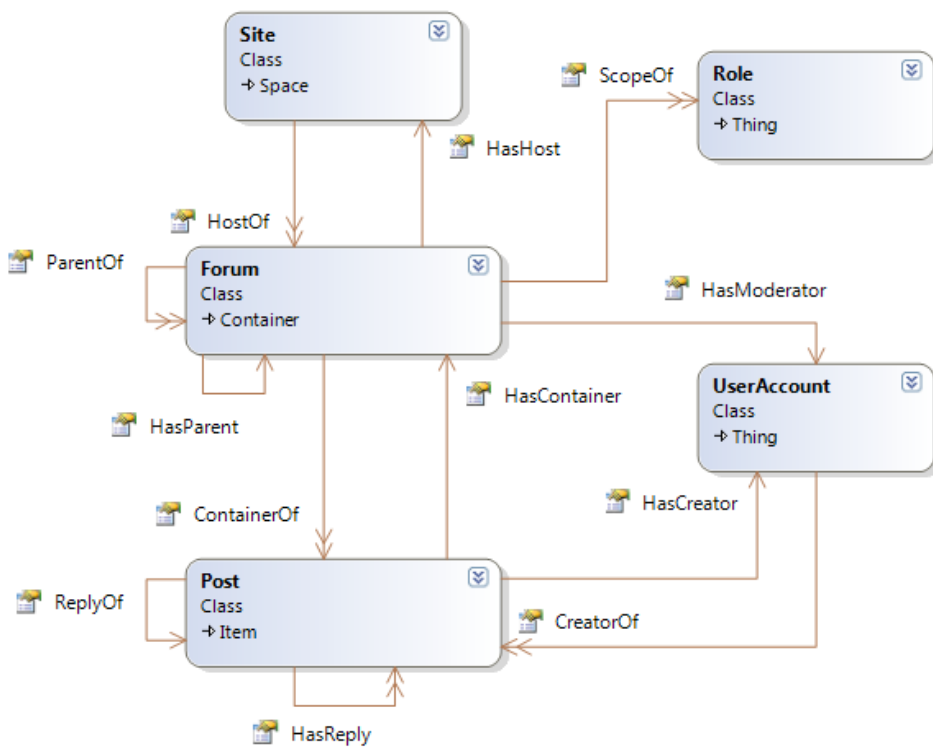 Site
Class
Space
ScopeOf
Role
Class
Thing
HasHost
HostOf
ParentOf
Forum
Class
Container
HasModerator
HasParent
HasContainer
UserAccount
Class
Thing
ContainerOf
HasCreator
ReplyOf
Post
Class
Item
CreatorOf
HasReply